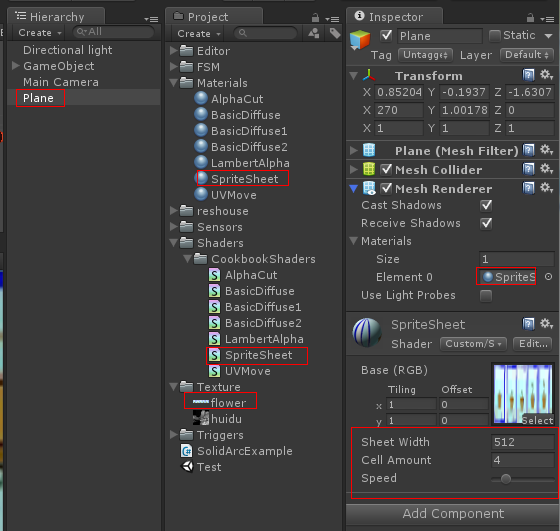 Hierarchy
Create
All
Directional light
GameObject
Main Camera
Plane
Project
Create
Editor
FSM
Materials
AlphaCut
BasicDiffuse
BasicDiffuse1
BasicDiffuse2
LambertAlpha
SpriteSheet
UVMove
reshouse
Sensors
Shaders
CookbookShaders
AlphaCut
BasicDiffuse
BasicDiffuse1
BasicDiffuse2
LambertAlpha
SpriteSheet
UVMove
Texture
flower
huidu
Triggers
SolidArcExample
Test
Inspector
Plane Static
Tag Untagge Layer Default
Transform
X 0.85204 Y -0.1937 Z -1.6307
X 270 Y 1.00178 Z 0
X 1 Y 1 Z 1
Plane (Mesh Filter)
Mesh Collider
Mesh Renderer
Cast Shadows
Receive Shadows
Materials
Size 1
Element 0 SpriteS
Use Light Probes
SpriteSheet
Shader Custom/S Edit...
Base (RGB)
Tiling Offset
x 1 0
y 1 0
Select
Sheet Width 512
Cell Amount 4
Speed
Add Component